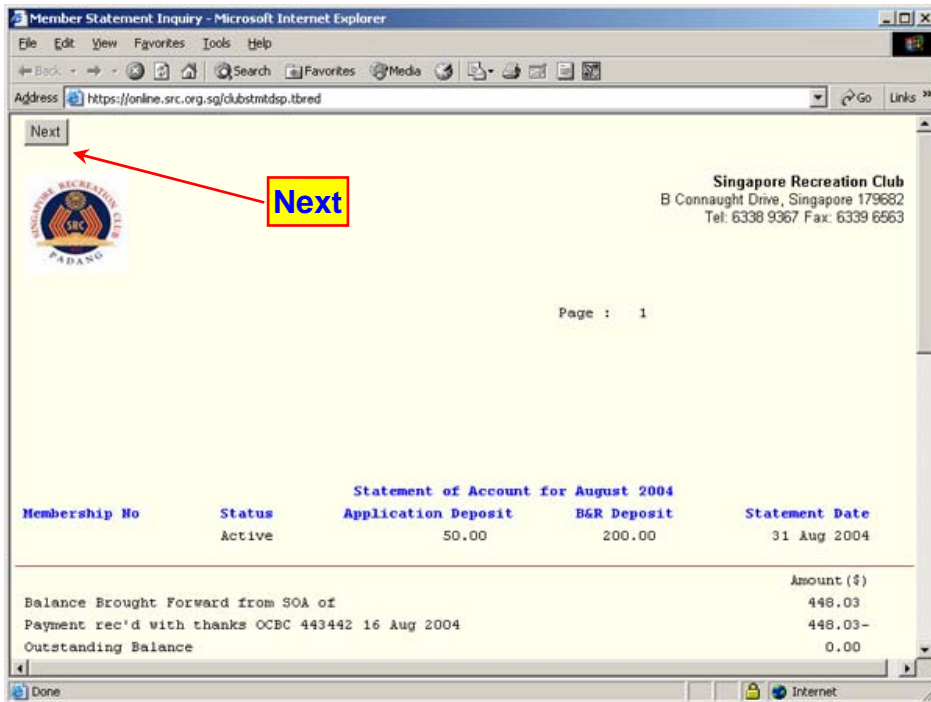 Member Statement Inquiry - Microsoft Internet Explorer
File Edit View Favorites Tools Help
Back Search Favorites Media
Address https://online.src.org.sg/clubstmtdsp.tbred Go Links »
Next
Next
SINGAPORE RECREATION CLUB
SRC
PADANG
Singapore Recreation Club
B Connaught Drive, Singapore 179682
Tel: 6338 9367 Fax: 6339 6563
Page : 1
Statement of Account for August 2004
Membership No Status Application Deposit B&R Deposit Statement Date
Active 50.00 200.00 31 Aug 2004
Amount($)
Balance Brought Forward from SOA of 448.03
Payment rec'd with thanks OCBC 443442 16 Aug 2004 448.03-
Outstanding Balance 0.00
Done Internet